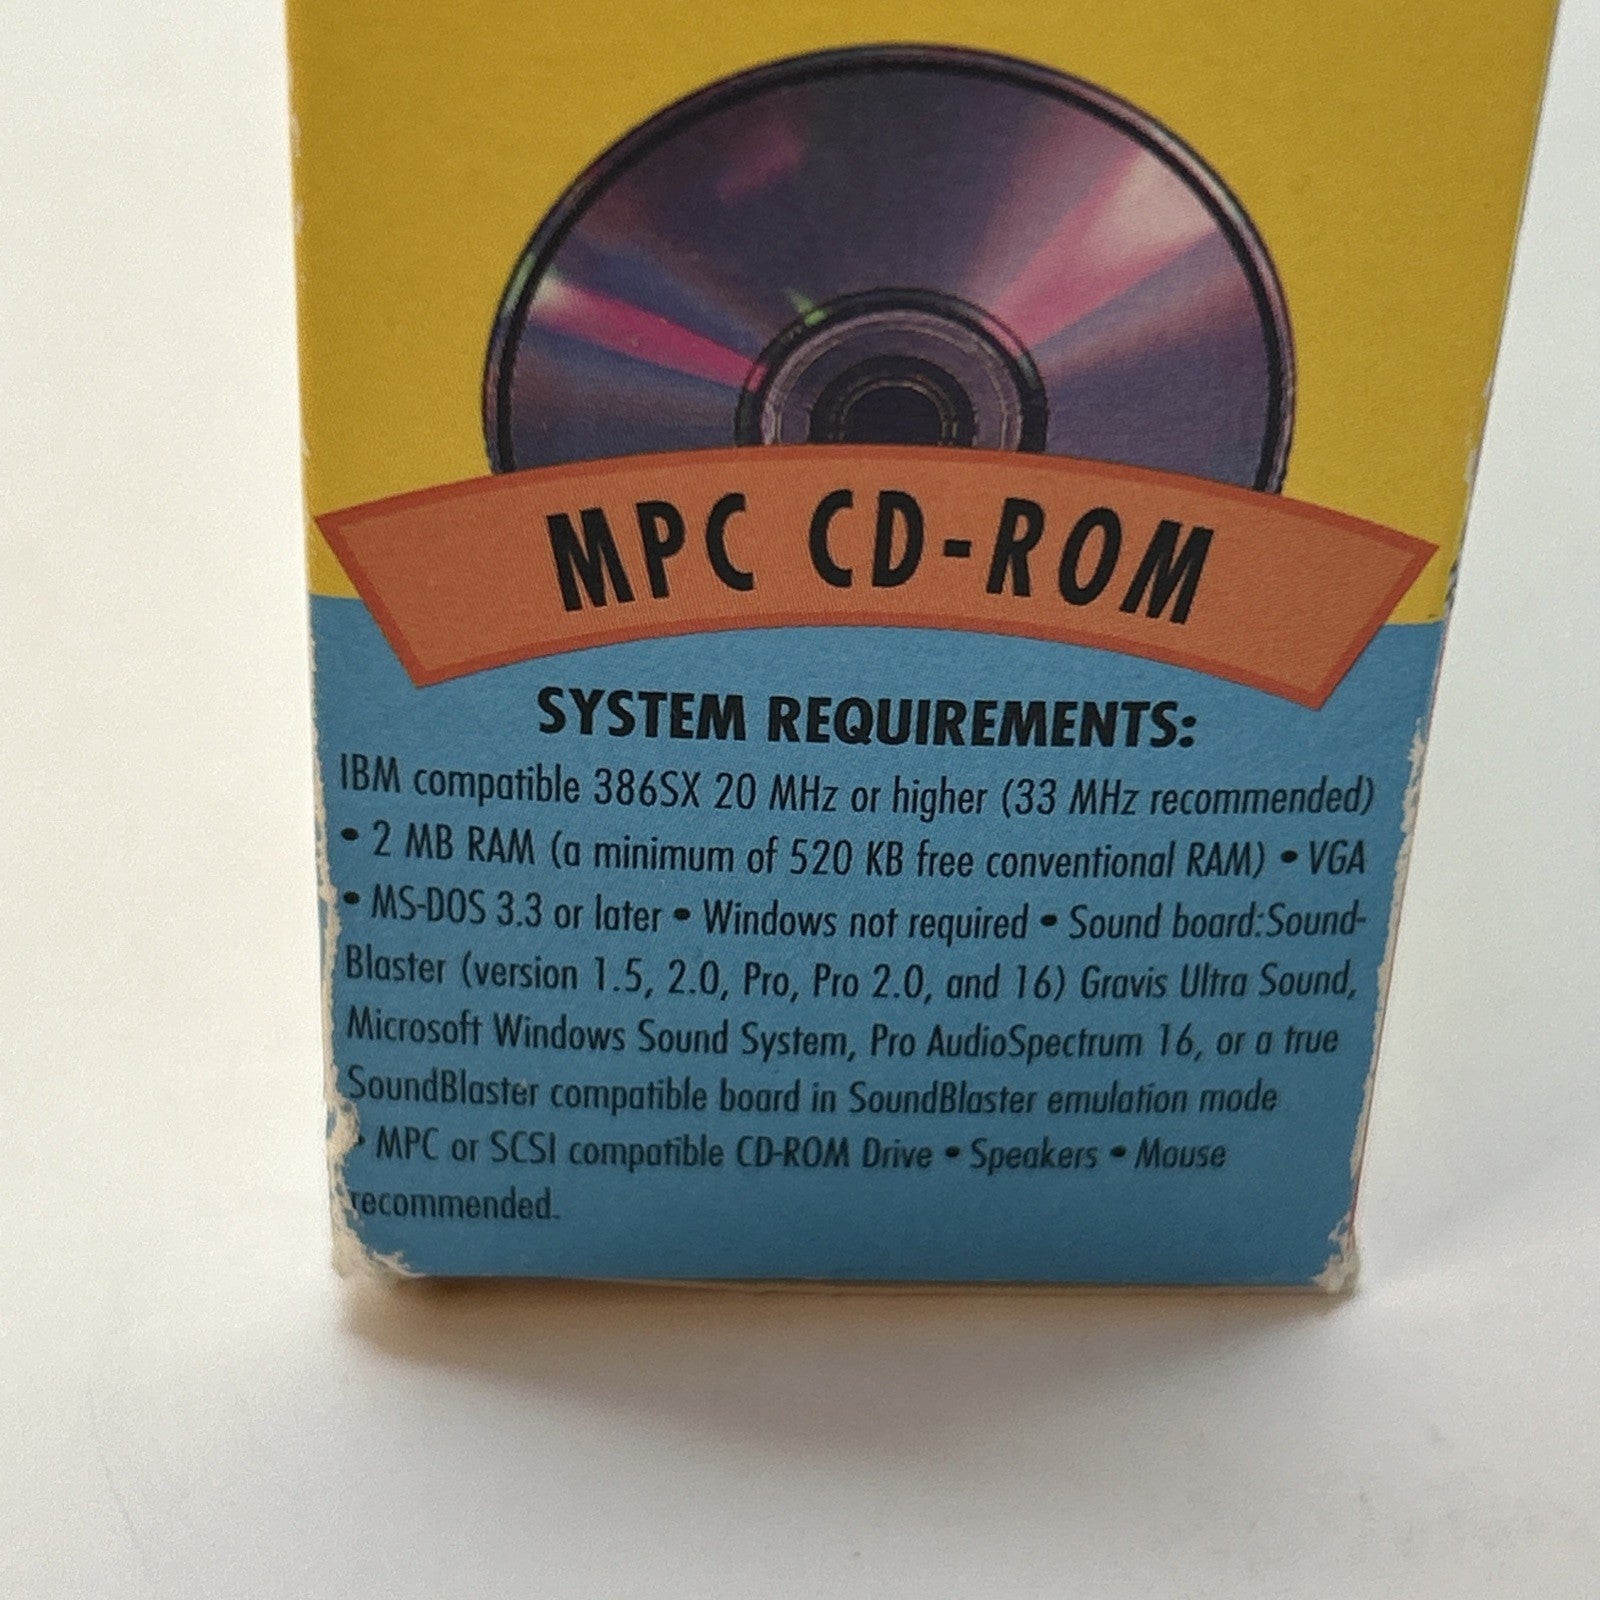 MPC CD-ROM
SYSTEM REQUIREMENTS:
IBM compatible 386SX 20 MHz or higher (33 MHz recommended)
• 2 MB RAM (a minimum of 520 KB free conventional RAM) • VGA
• MS-DOS 3.3 or later • Windows not required • Sound board:Sound-
Blaster (version 1.5, 2.0, Pro, Pro 2.0, and 16) Gravis Ultra Sound,
Microsoft Windows Sound System, Pro AudioSpectrum 16, or a true
SoundBlaster compatible board in SoundBlaster emulation mode
• MPC or SCSI compatible CD-ROM Drive • Speakers • Mouse
recommended.